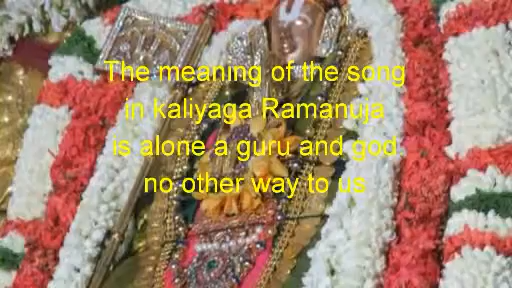 The meaning of the song
in kaliyaga Ramanuja
is alone a guru and god
no other way to us